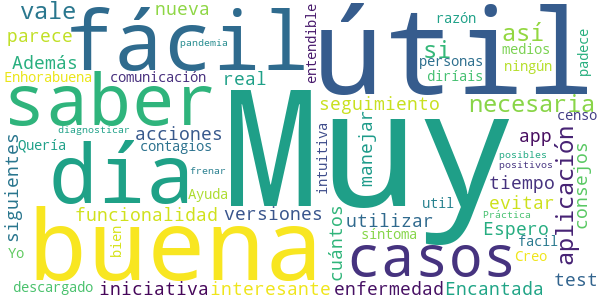 vale
nueva
razón
parece
fácil
pandemia
entendible
útil
si
así
padece
Además
personas
medios
Enhorabuena
comunicación
real
diríais
ningún
saber
Muy
seguimiento
necesaria
diagnosticar
acciones
censo
Quería
contagios
manejar
app
aplicación
consejos
siguientes
día
frenar
intuitiva
posibles
positivos
Ayuda
tiempo
util
evitar
funcionalidad
versiones
cuántos
utilizar
Práctica
buena
bien
síntoma
Espero
Yo
casos
facil
Creo
descargado
iniciativa
interesante
enfermedad
Encantada
test